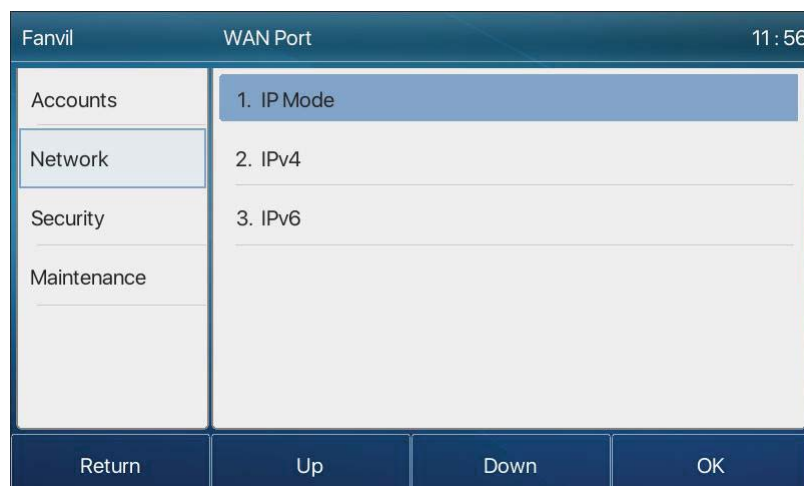 Fanvil WAN Port 11:56
Accounts
Network
Security
Maintenance
1. IP Mode
2. IPv4
3. IPv6
Return Up Down OK